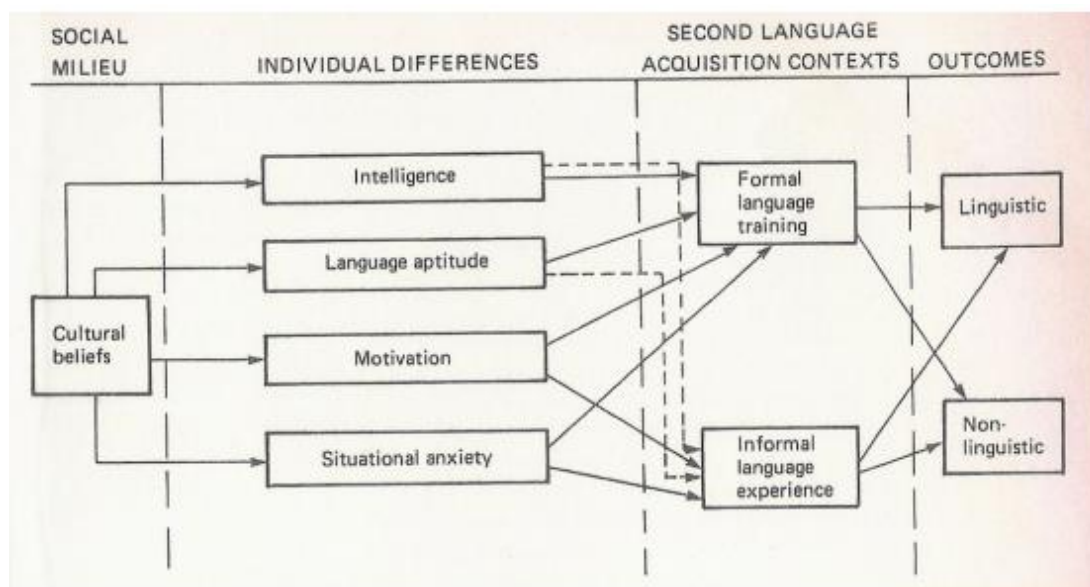 SOCIAL
MILIEU
INDIVIDUAL DIFFERENCES
SECOND LANGUAGE
ACQUISITION CONTEXTS
OUTCOMES
Cultural
beliefs
Intelligence
Language aptitude
Motivation
Situational anxiety
Formal
language
training
Informal
language
experience
Linguistic
Non-
linguistic